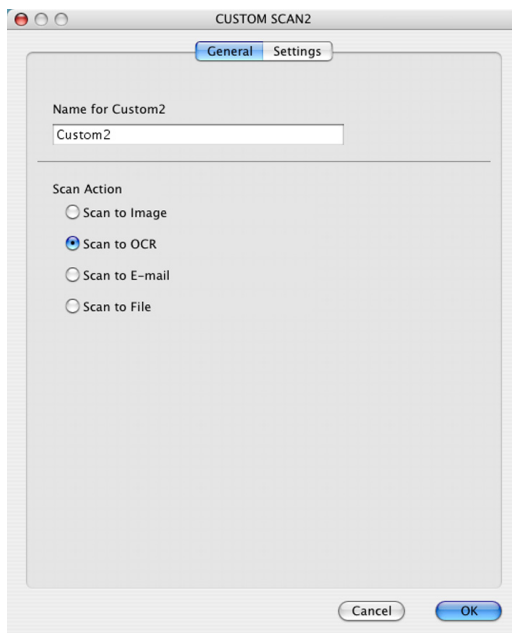 CUSTOM SCAN2
General Settings
Name for Custom2
Custom2
Scan Action
Scan to Image
Scan to OCR
Scan to E-mail
Scan to File
Cancel OK